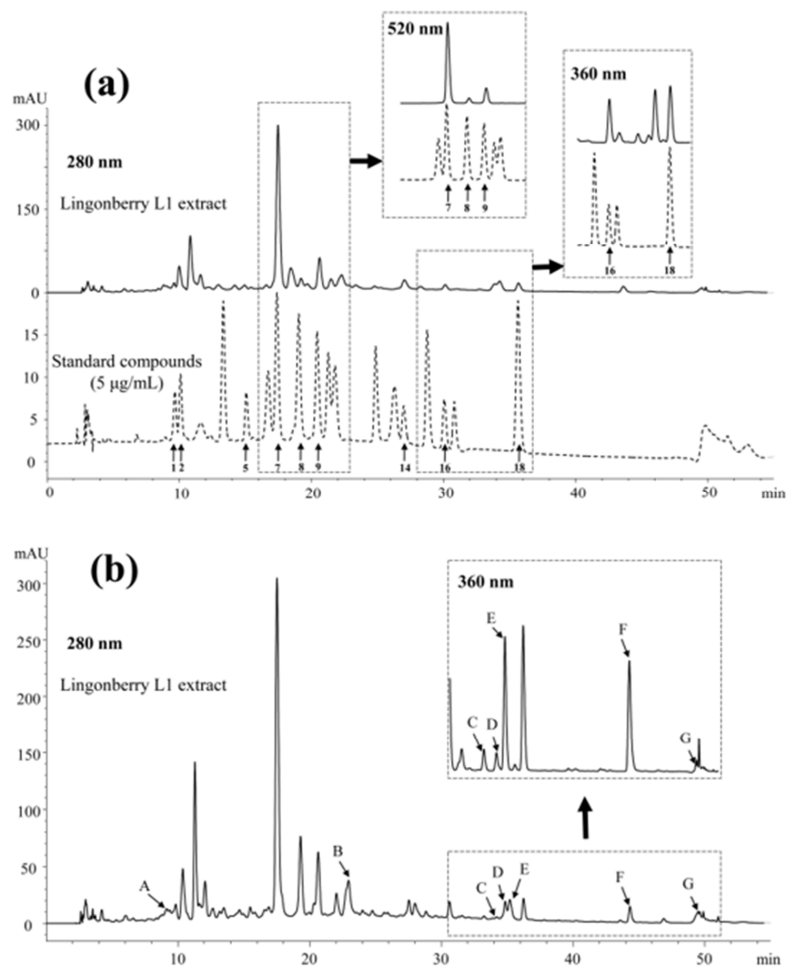 (a)
520 nm
7 8 9
360 nm
16 18
mAU
300
280 nm
Lingonberry L1 extract
150
0
15
Standard compounds
(5 μg/mL)
10
5
0
1 2 5 7 8 9 14 16 18
0 10 20 30 40 50 min
(b)
mAU
300
280 nm
Lingonberry L1 extract
250
200
150
100
50
0
360 nm
E
F
C D
G
A
B
C D E F G
10 20 30 40 50 min